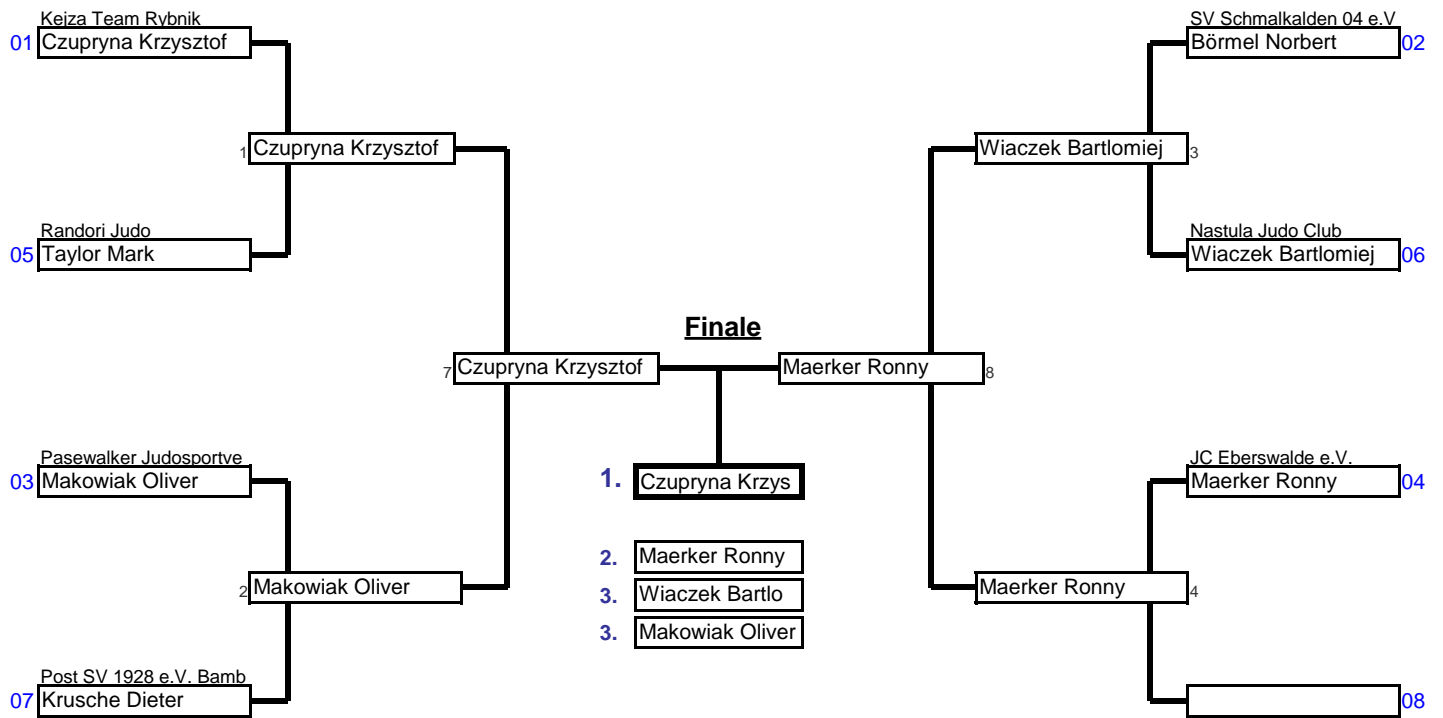 Kejza Team Rybnik
01 Czupryna Krzysztof
SV Schmalkalden 04 e.V
Börmel Norbert 02
1 Czupryna Krzysztof
Wiaczek Bartlomiej 3
Randori Judo
05 Taylor Mark
Nastula Judo Club
Wiaczek Bartlomiej 06
Finale
7 Czupryna Krzysztof
Maerker Ronny 8
Pasewalker Judosportve
03 Makowiak Oliver
JC Eberswalde e.V.
Maerker Ronny 04
1. Czupryna Krzys
2. Maerker Ronny
3. Wiaczek Bartlo
3. Makowiak Oliver
2 Makowiak Oliver
Maerker Ronny 4
Post SV 1928 e.V. Bamb
07 Krusche Dieter
08